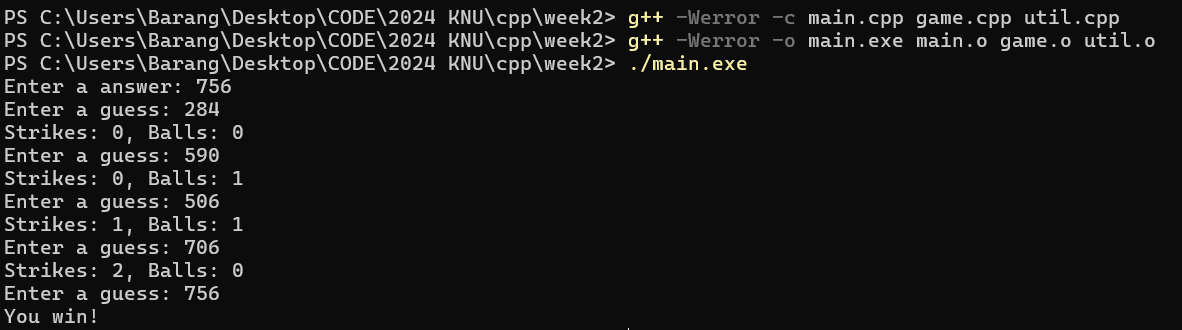 PS C:\Users\Barang\Desktop\CODE\2024 KNU\cpp\week2> g++ -Werror -c main.cpp game.cpp util.cpp
PS C:\Users\Barang\Desktop\CODE\2024 KNU\cpp\week2> g++ -Werror -o main.exe main.o game.o util.o
PS C:\Users\Barang\Desktop\CODE\2024 KNU\cpp\week2> ./main.exe
Enter a answer: 756
Enter a guess: 284
Strikes: 0, Balls: 0
Enter a guess: 590
Strikes: 0, Balls: 1
Enter a guess: 506
Strikes: 1, Balls: 1
Enter a guess: 706
Strikes: 2, Balls: 0
Enter a guess: 756
You win!